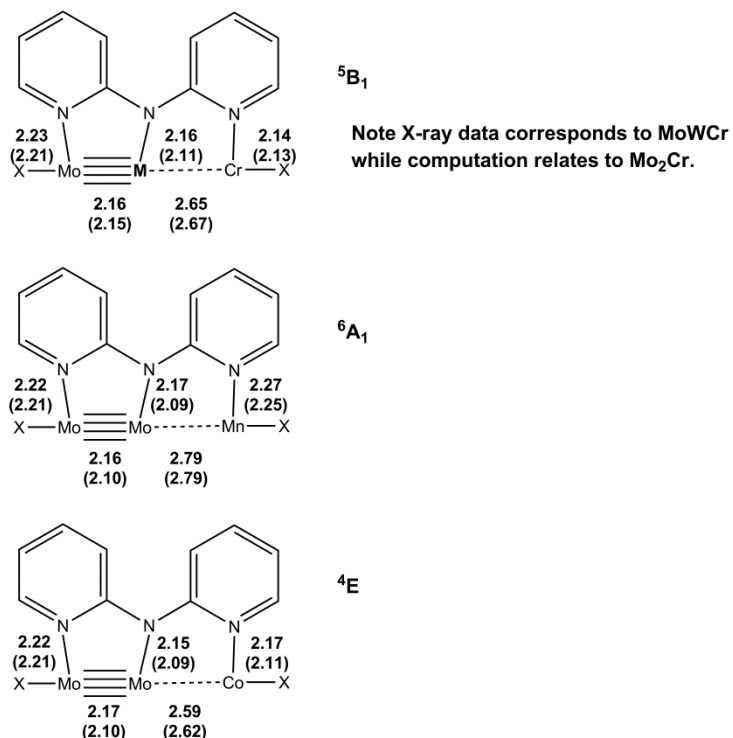 ⁵B₁
N N N
2.23 2.16 2.14
(2.21) (2.11) (2.13)
X Mo M Cr X
2.16 2.65
(2.15) (2.67)
Note X-ray data corresponds to MoWCr
while computation relates to Mo₂Cr.
⁶A₁
N N N
2.22 2.17 2.27
(2.21) (2.09) (2.25)
X Mo Mo Mn X
2.16 2.79
(2.10) (2.79)
⁴E
N N N
2.22 2.15 2.17
(2.21) (2.09) (2.11)
X Mo Mo Co X
2.17 2.59
(2.10) (2.62)